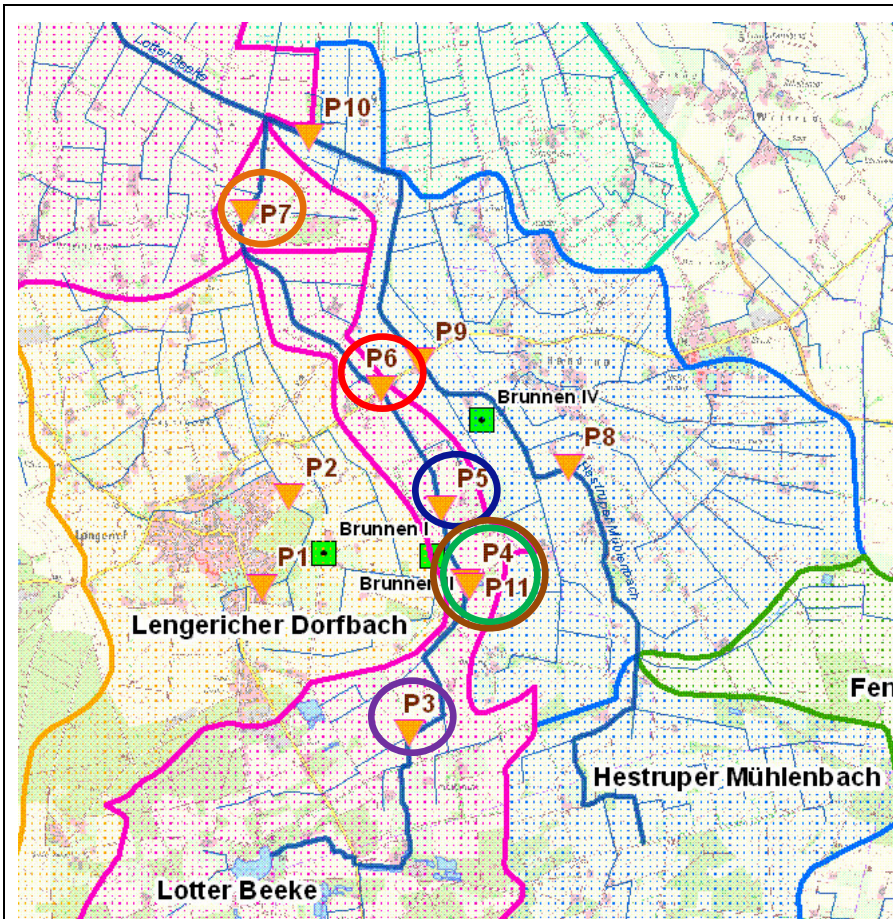 Lotter Beeke
P10
P7
P6
P9
Brunnen IV
P8
P5
P2
Brunnen I
P1
P4
Brunnen
P11
Hestruper Mühlenbach
Lengericher Dorfbach
P3
Fen
Hestruper Mühlenbach
Lotter Beeke